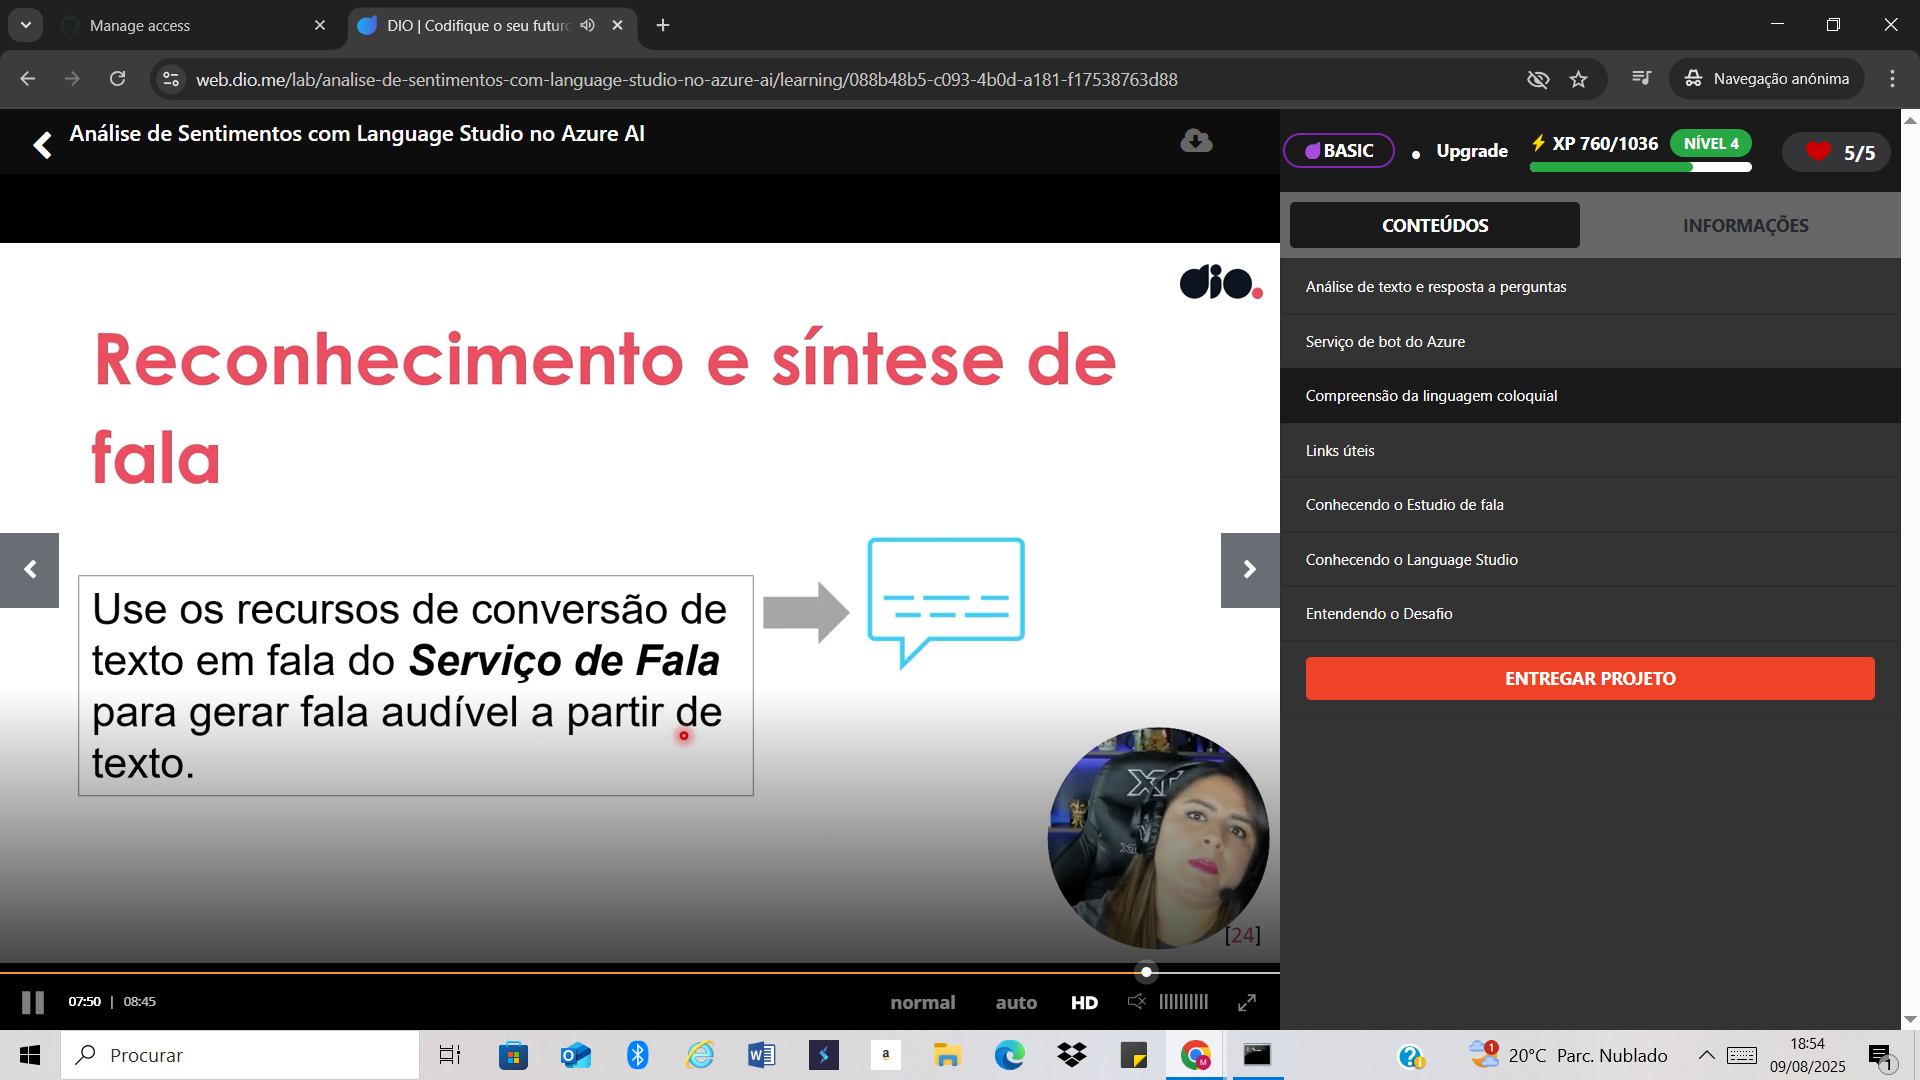 Manage access
DIO | Codifique o seu futuro
web.dio.me/lab/analise-de-sentimentos-com-language-studio-no-azure-ai/learning/088b48b5-c093-4b0d-a181-f17538763d88
Navegação anónima
Análise de Sentimentos com Language Studio no Azure AI
BASIC
Upgrade
XP 760/1036
NÍVEL 4
5/5
CONTEÚDOS
INFORMAÇÕES
dio.
Reconhecimento e síntese de
fala
Use os recursos de conversão de
texto em fala do Serviço de Fala
para gerar fala audível a partir de
texto.
XT
[24]
Análise de texto e resposta a perguntas
Serviço de bot do Azure
Compreensão da linguagem coloquial
Links úteis
Conhecendo o Estudio de fala
Conhecendo o Language Studio
Entendendo o Desafio
ENTREGAR PROJETO
07:50 | 08:45
normal
auto
HD
Procurar
a
1
20°C Parc. Nublado
18:54
09/08/2025
1